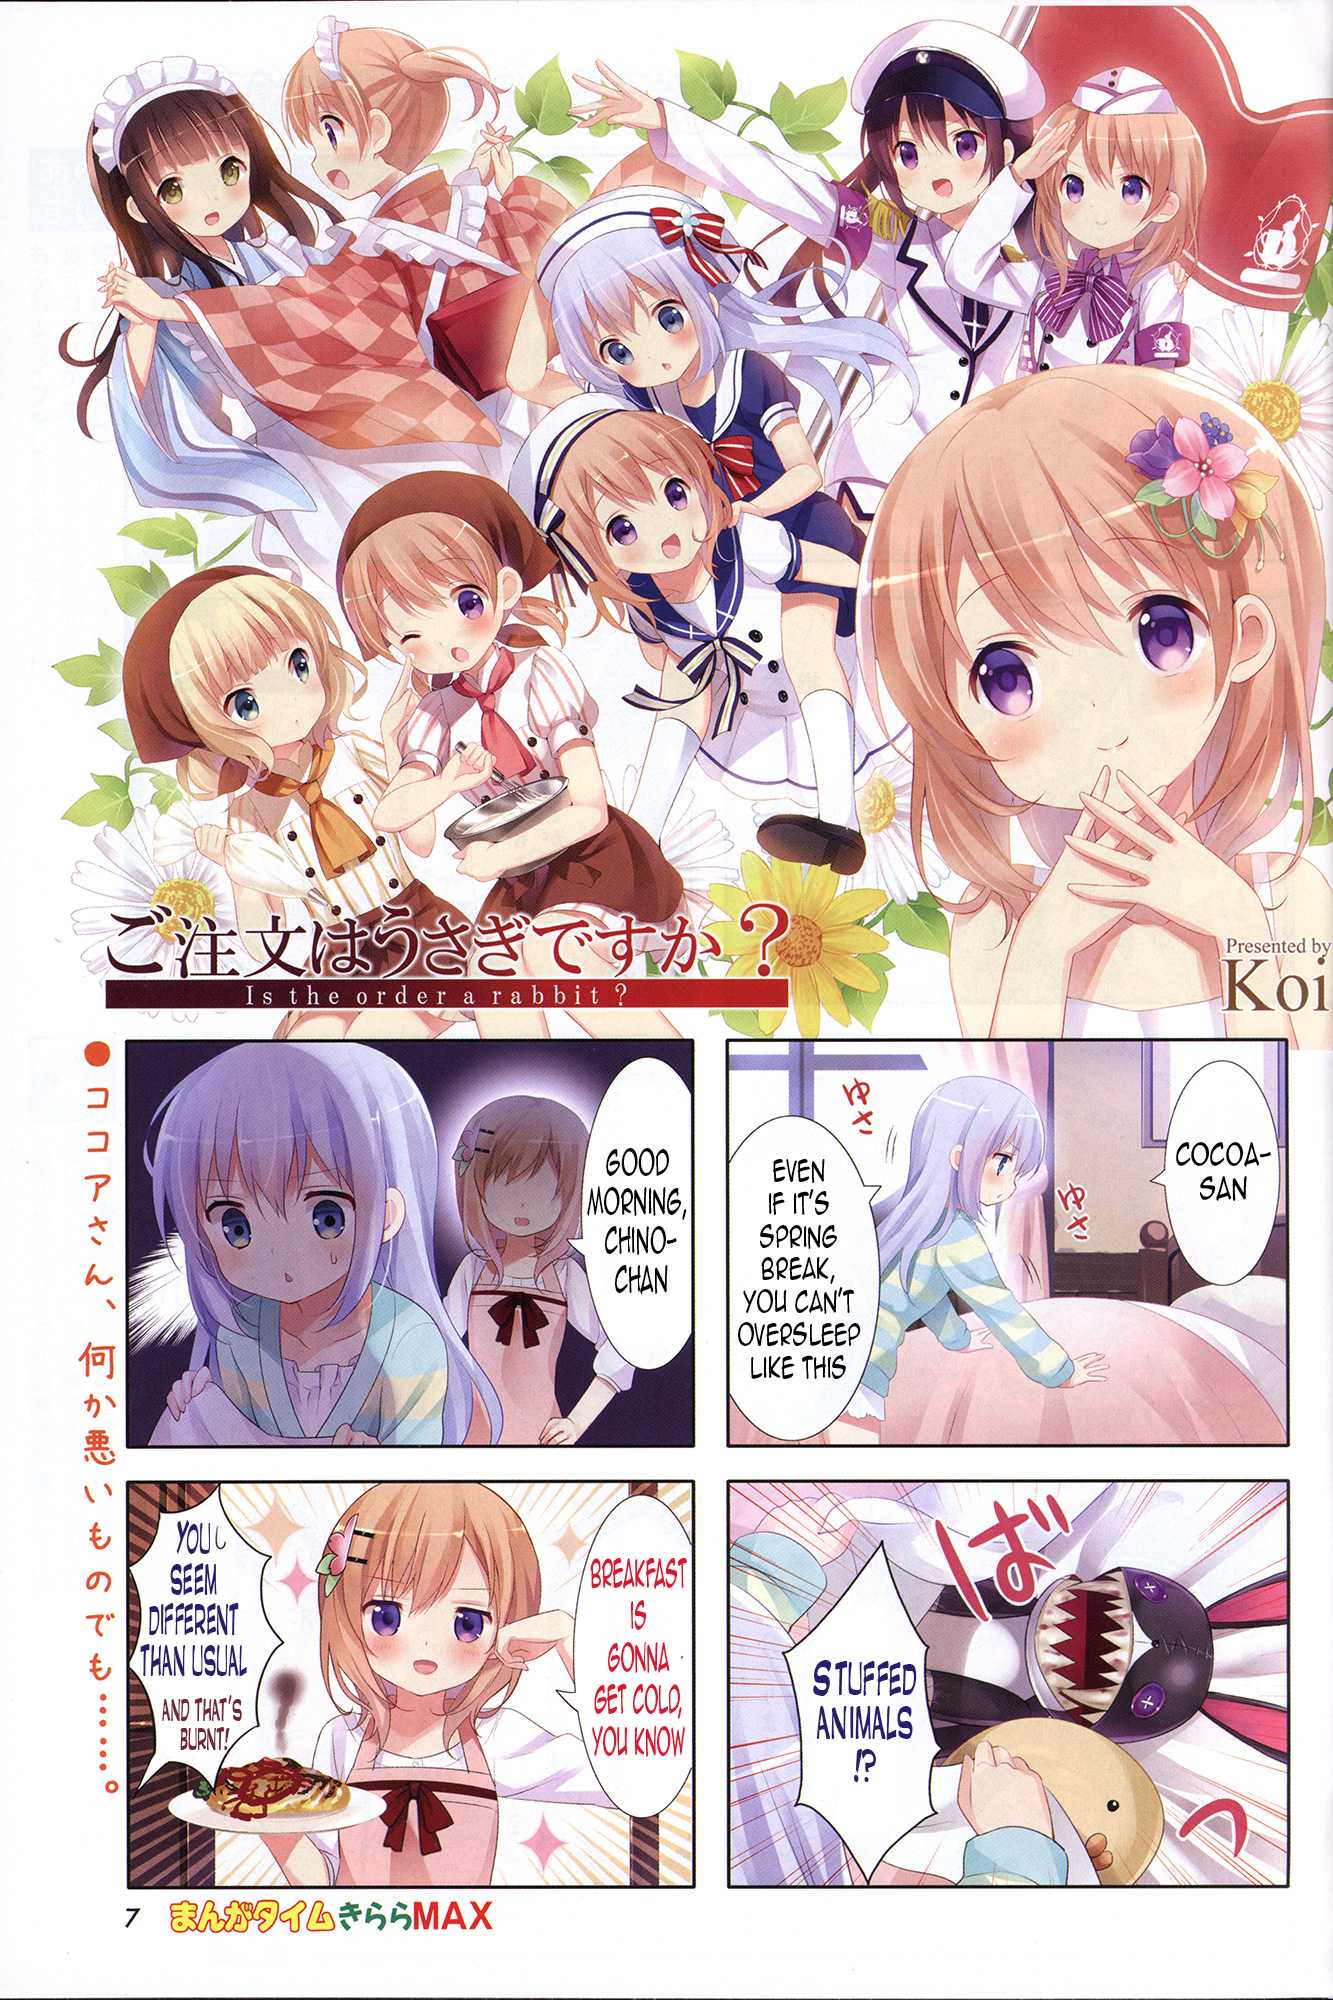 ご注文はうさぎですか?
Is the order a rabbit ?
Presented by
Koi
COCOA-
SAN
ゆさ
ゆさ
EVEN
IF IT'S
SPRING
BREAK,
YOU CAN'T
OVERSLEEP
LIKE THIS
ばっ
STUFFED
ANIMALS
!?
GOOD
MORNING,
CHINO-
CHAN
BREAKFAST
IS
GONNA
GET COLD,
YOU KNOW
YOU
SEEM
DIFFERENT
THAN USUAL
AND THAT'S
BURNT!
●ココアさん、何か悪いものでも……。
7
まんがタイムきららMAX